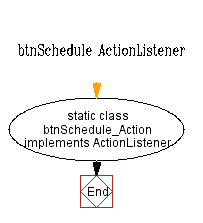 btnSchedule ActionListener
static class
btnSchedule_Action
implements ActionListener
End